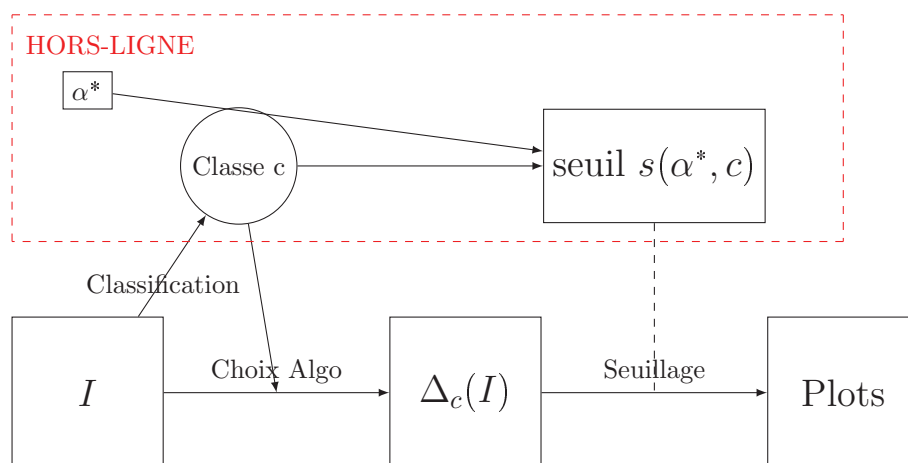 HORS-LIGNE
α*
Classe c
seuil s(α*, c)
Classification
I
Choix Algo
Δc(I)
Seuillage
Plots